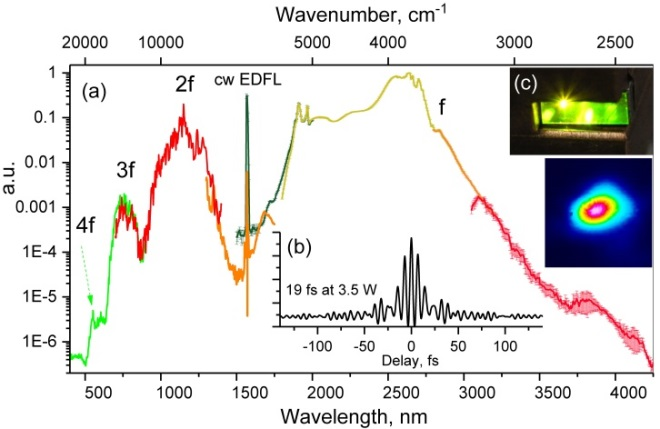 Wavenumber, cm⁻¹
20000 10000 5000 4000 3000 2500
(a) 2f cw EDFL (c)
f
3f
4f
1
0.1
0.01
0.001
1E-4
1E-5
1E-6
a.u.
(b)
19 fs at 3.5 W
-100 -50 0 50 100
Delay, fs
500 1000 1500 2000 2500 3000 3500 4000
Wavelength, nm